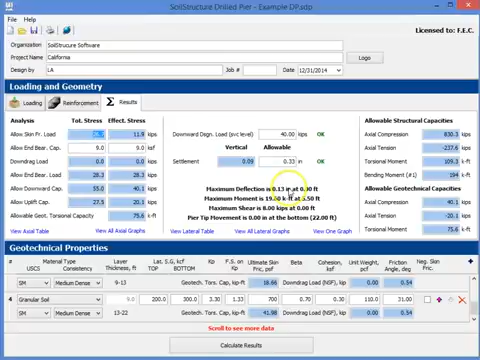 SoilStructure Drilled Pier - Example DP.sdp
File Help
Licensed to: F.E.C.
Organization SoilStrucure Software
Project Name California
Logo
Design by LA Job # Date 12/31/2014
Loading and Geometry
Loading Reinforcement Σ Results
Analysis Tot. Stress Effect. Stress
Allow Skin Fr. Load 26.3 11.9 kips
Allow End Bear. Cap. 9.0 9.0 ksf
Downdrag Load 0.0 0.0 kips
Allow End Bear. Load 28.3 28.3 kips
Allow Downward Cap. 55.0 40.1 kips
Allow Uplift Cap. 27.5 20.1 kips
Allowable Geot. Torsional Capacity 75.6 k-ft
View Axial Table View All Axial Graphs
Downward Degn. Load (svc level) 40.00 kips OK
Vertical Allowable
Settlement 0.09 0.33 in OK
Maximum Deflection is 0.13 in at 0.00 ft
Maximum Moment is 19.50 k-ft at 5.50 ft
Maximum Shear is 8.00 kips at 0.00 ft
Pier Tip Movement is 0.00 in at the bottom (22.00 ft)
View Lateral Table View All Lateral Graphs View One Graph
Allowable Structural Capacities
Axial Compression 830.3 kips
Axial Tension -237.6 kips
Torsional Moment 109.3 k-ft
Bending Moment (#1) 194 k-ft
Allowable Geotechnical Capacities
Axial Compression 40.1 kips
Axial Tension -20.1 kips
Torsional Moment 75.6 k-ft
Geotechnical Properties
# Material Type USCS Consistency Layer Thickness, ft Lat. S.G, kcf TOP BOTTOM Kp F.S. on Kp Ultimate Skin Fric, psf Beta Cohesion, ksf Unit Weight, pcf Friction Angle, deg Neg. Skin Fric.
SM Medium Dense 9-13 Geotech. Tors. Cap, kip-ft 18.66 Downdrag Load (NSF), kip 0.00 0.54
4 Granular Soil 200.0 300.0 3.30 1.33 700 0.70 0.30 110.0 31.00
SM Medium Dense 13-22 Geotech. Tors. Cap, kip-ft 41.98 Downdrag Load (NSF), kip 0.00 0.54
Scroll to see more data
Calculate Results